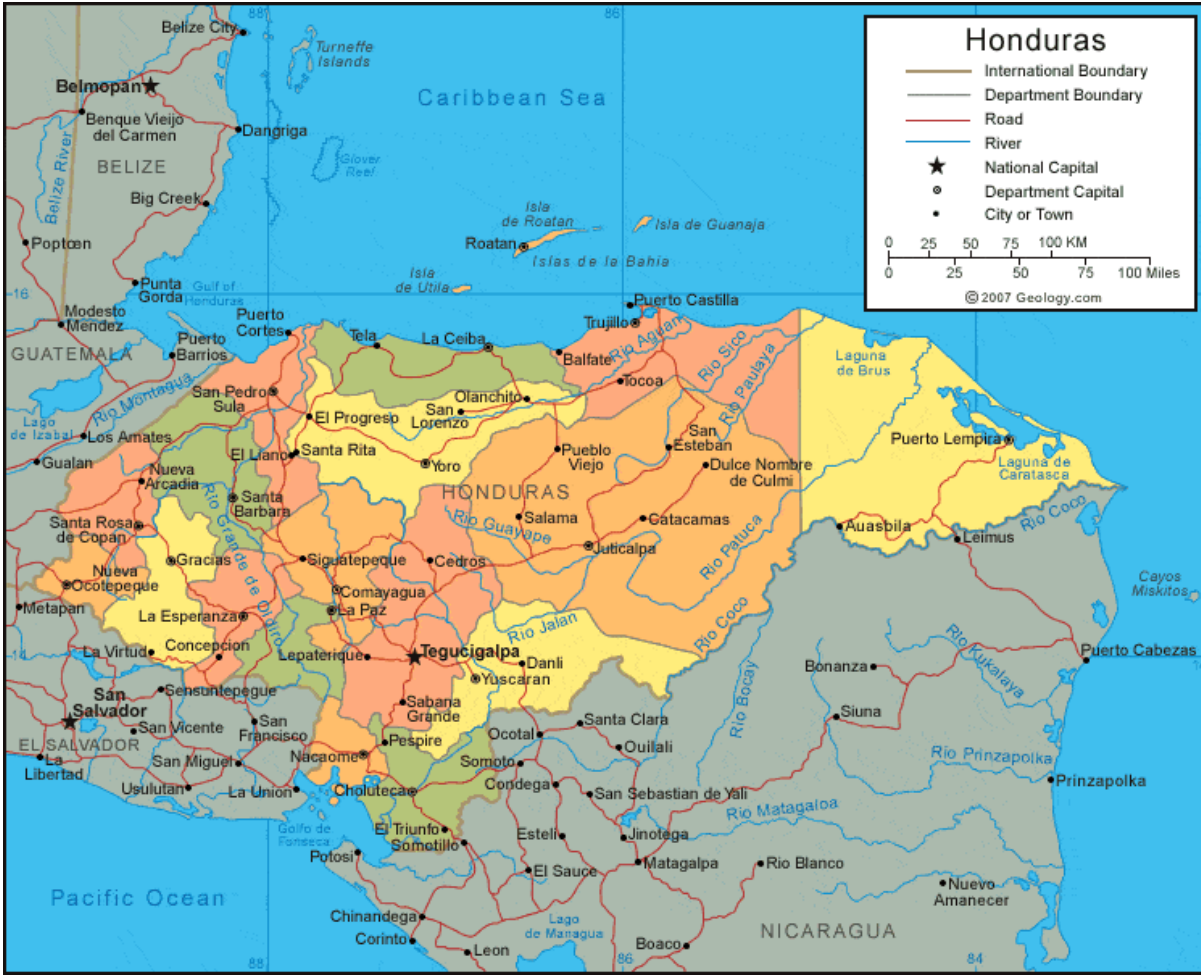 88
86
Belize City
Turneffe
Islands
Honduras
International Boundary
Department Boundary
Road
River
National Capital
Department Capital
City or Town
0 25 50 75 100 KM
0 25 50 75 100 Miles
©2007 Geology.com
Belmopan
Caribbean Sea
Benque Vieijo
del Carmen
Dangriga
Belize River
BELIZE
Glover
Reef
Big Creek
Isla
de Roatan
Isla de Guanaja
Poptœn
Roatan
Islas de la Bahia
Isla
de Utila
Punta
Gorda
Gulf of
Honduras
16
Puerto Castilla
Modesto
Mendez
Puerto
Cortes
Trujillo
Rio Aguan
Tela
La Ceiba
Balfate
Rio Sico
Rio Paulaya
Laguna
de Brus
GUATEMALA
Puerto
Barrios
Rio Montagua
San Pedro
Sula
Olanchito
Tocoa
Lago
de Izabal
Los Amates
El Progreso
San
Lorenzo
San
Esteban
Puerto Lempira
Gualan
El Llano
Santa Rita
Yoro
Pueblo
Viejo
Dulce Nombre
de Culmi
Laguna de
Caratasca
Nueva
Arcadia
Santa
Barbara
HONDURAS
Rio Grande de Otoro
Rio Guayape
Salama
Catacamas
Rio Patuca
Auasbila
Rio Coco
Leimus
Santa Rosa
de Copán
Gracias
Siguatepeque
Cedros
Juticalpa
Nueva
Ocotepeque
Comayagua
Cayos
Miskitos
Metapan
La Esperanza
La Paz
Rio Jalan
Rio Coco
14
La Virtud
Concepcion
Lepaterique
Tegucigalpa
Danli
Yuscaran
Bonanza
Rio Kukalaya
Puerto Cabezas
San
Salvador
Sensuntepegue
Sabana
Grande
Rio Bocay
San Vicente
San
Francisco
Santa Clara
Siuna
EL SALVADOR
Pespire
Ocotal
Ouilali
La
Libertad
San Miguel
Nacaome
Somoto
Rio Prinzapolka
Usulutan
La Union
Choluteca
Condega
San Sebastian de Yali
Prinzapolka
Rio Matagaloa
Golfo de
Fonseca
El Triunfo
Somotillo
Esteli
Jinotega
Potosi
El Sauce
Matagalpa
Rio Blanco
Pacific Ocean
Nuevo
Amanecer
Chinandega
Corinto
Lago
de Managua
NICARAGUA
Leon
Boaco
88
86
84